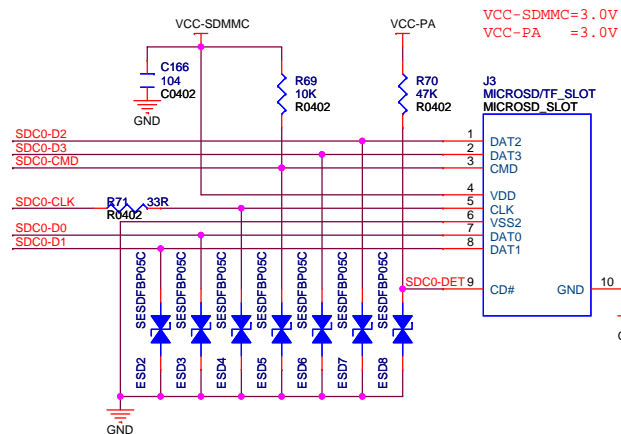 VCC-SDMMC=3.0V
VCC-PA =3.0V
VCC-SDMMC
VCC-PA
C166
104
C0402
GND
R69
10K
R0402
R70
47K
R0402
J3
MICROSD/TF_SLOT
MICROSD_SLOT
SDC0-D2
SDC0-D3
SDC0-CMD
SDC0-CLK
R71 33R
R0402
SDC0-D0
SDC0-D1
1 DAT2
2 DAT3
3 CMD
4 VDD
5 CLK
6 VSS2
7 DAT0
8 DAT1
SDC0-DET 9 CD#
GND 10
SESDFBP05C
SESDFBP05C
SESDFBP05C
SESDFBP05C
SESDFBP05C
SESDFBP05C
SESDFBP05C
ESD2
ESD3
ESD4
ESD5
ESD6
ESD7
ESD8
GND